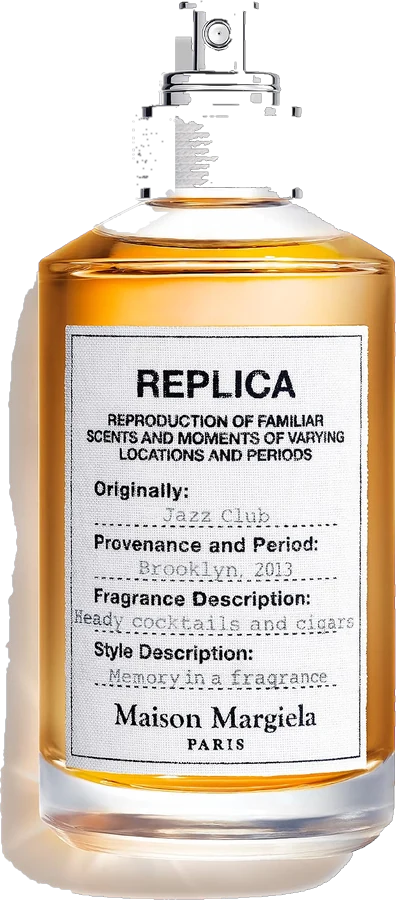 REPLICA
REPRODUCTION OF FAMILIAR
SCENTS AND MOMENTS OF VARYING
LOCATIONS AND PERIODS
Originally:
Jazz Club
Provenance and Period:
Brooklyn, 2013
Fragrance Description:
Heady cocktails and cigars
Style Description:
Memory in a fragrance
Maison Margiela
PARIS